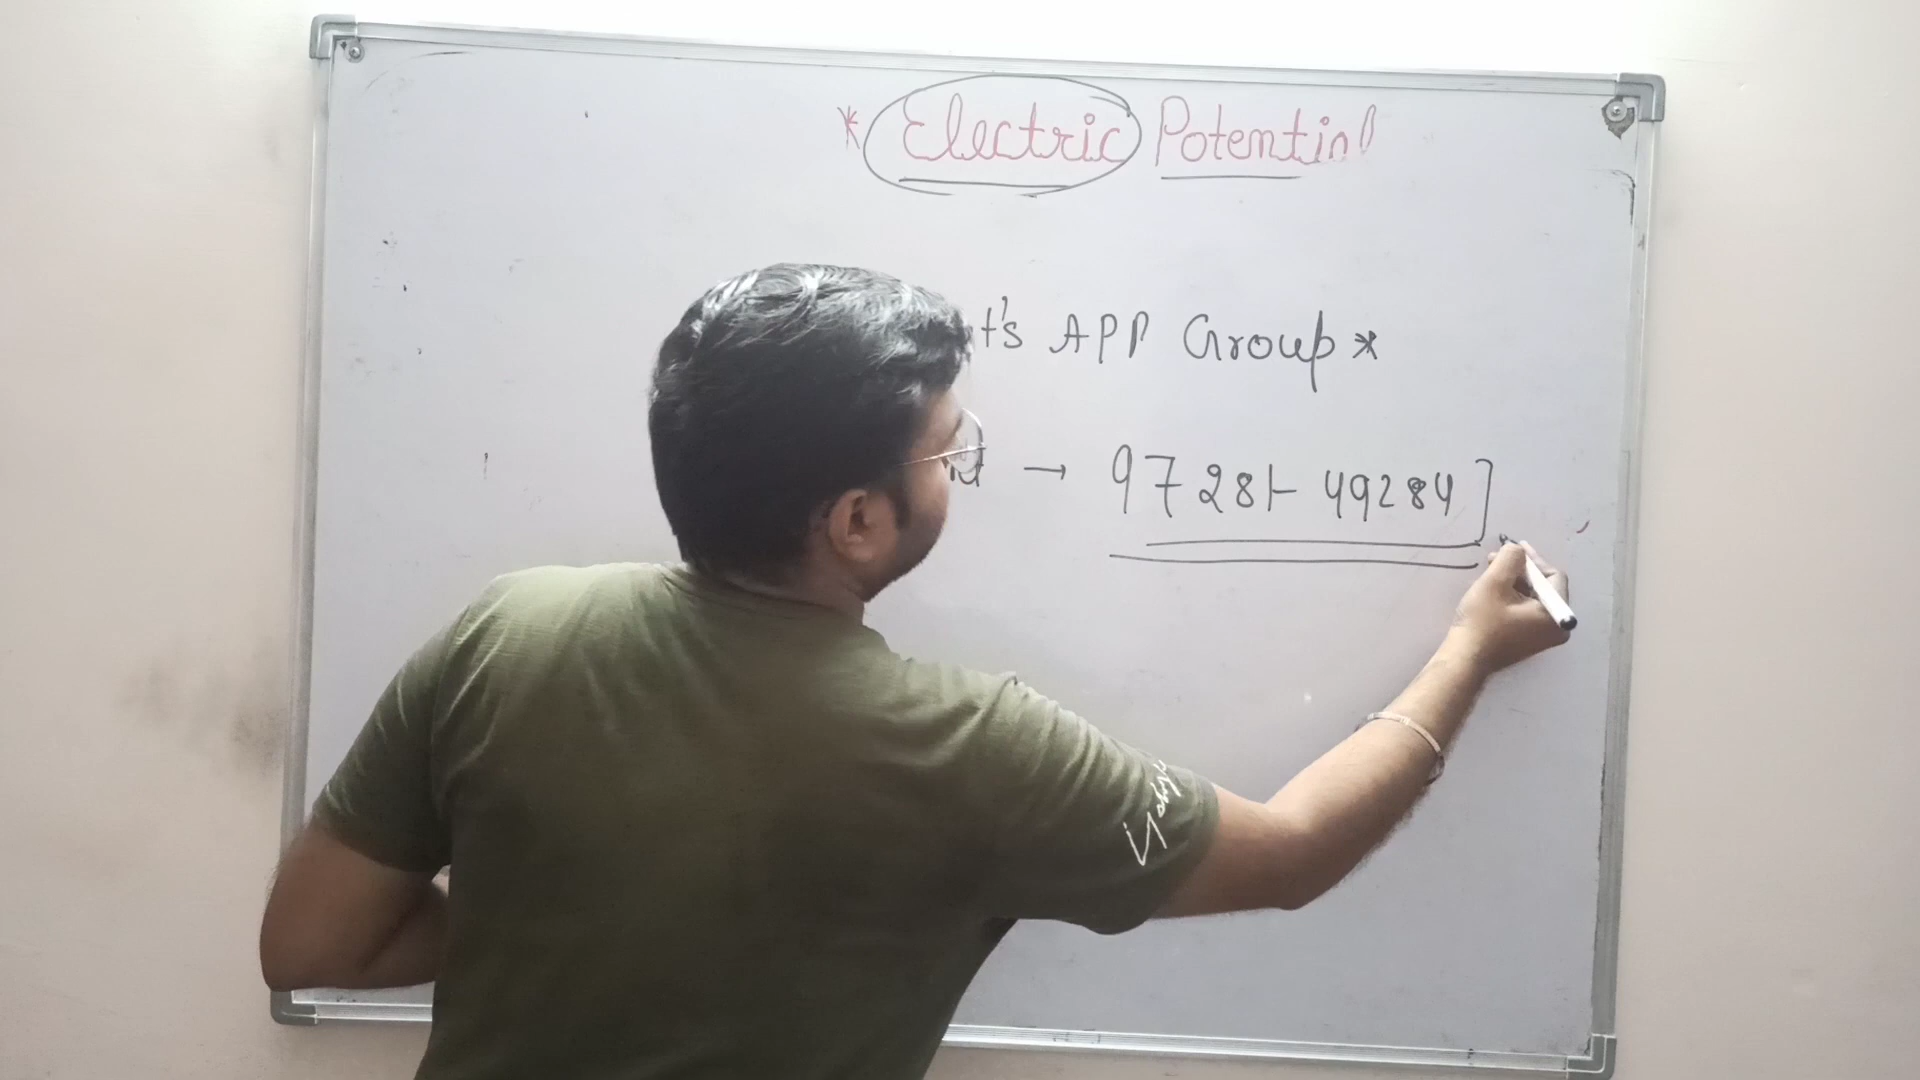 * Electric Potential
t's APP Group *
→ 97281-49284]